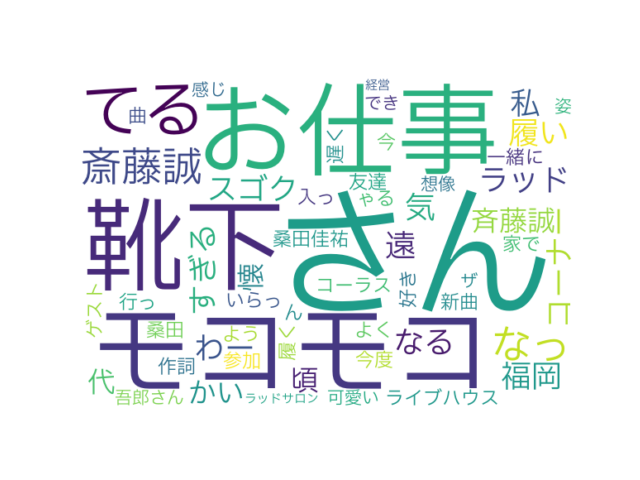 感じ
経営
てる
曲
お仕事
でき
私
姿
履い
遅く
今
斎藤誠
スゴク
入っ
友達
やる
想像
一緒に
ラッド
気
靴下
さん
すぎる
懐
桑田佳祐
遠
斉藤誠
家で
ユーカー
ゲスト
行っ
いらっ
コーラス
好き
新曲
ザ
ん
モコモコ
桑田
作詞
わー
よう
参加
履く
頃
よく
今度
なる
なっ
福岡
代
吾郎さん
かい
ラッドサロン
可愛い
ライブハウス